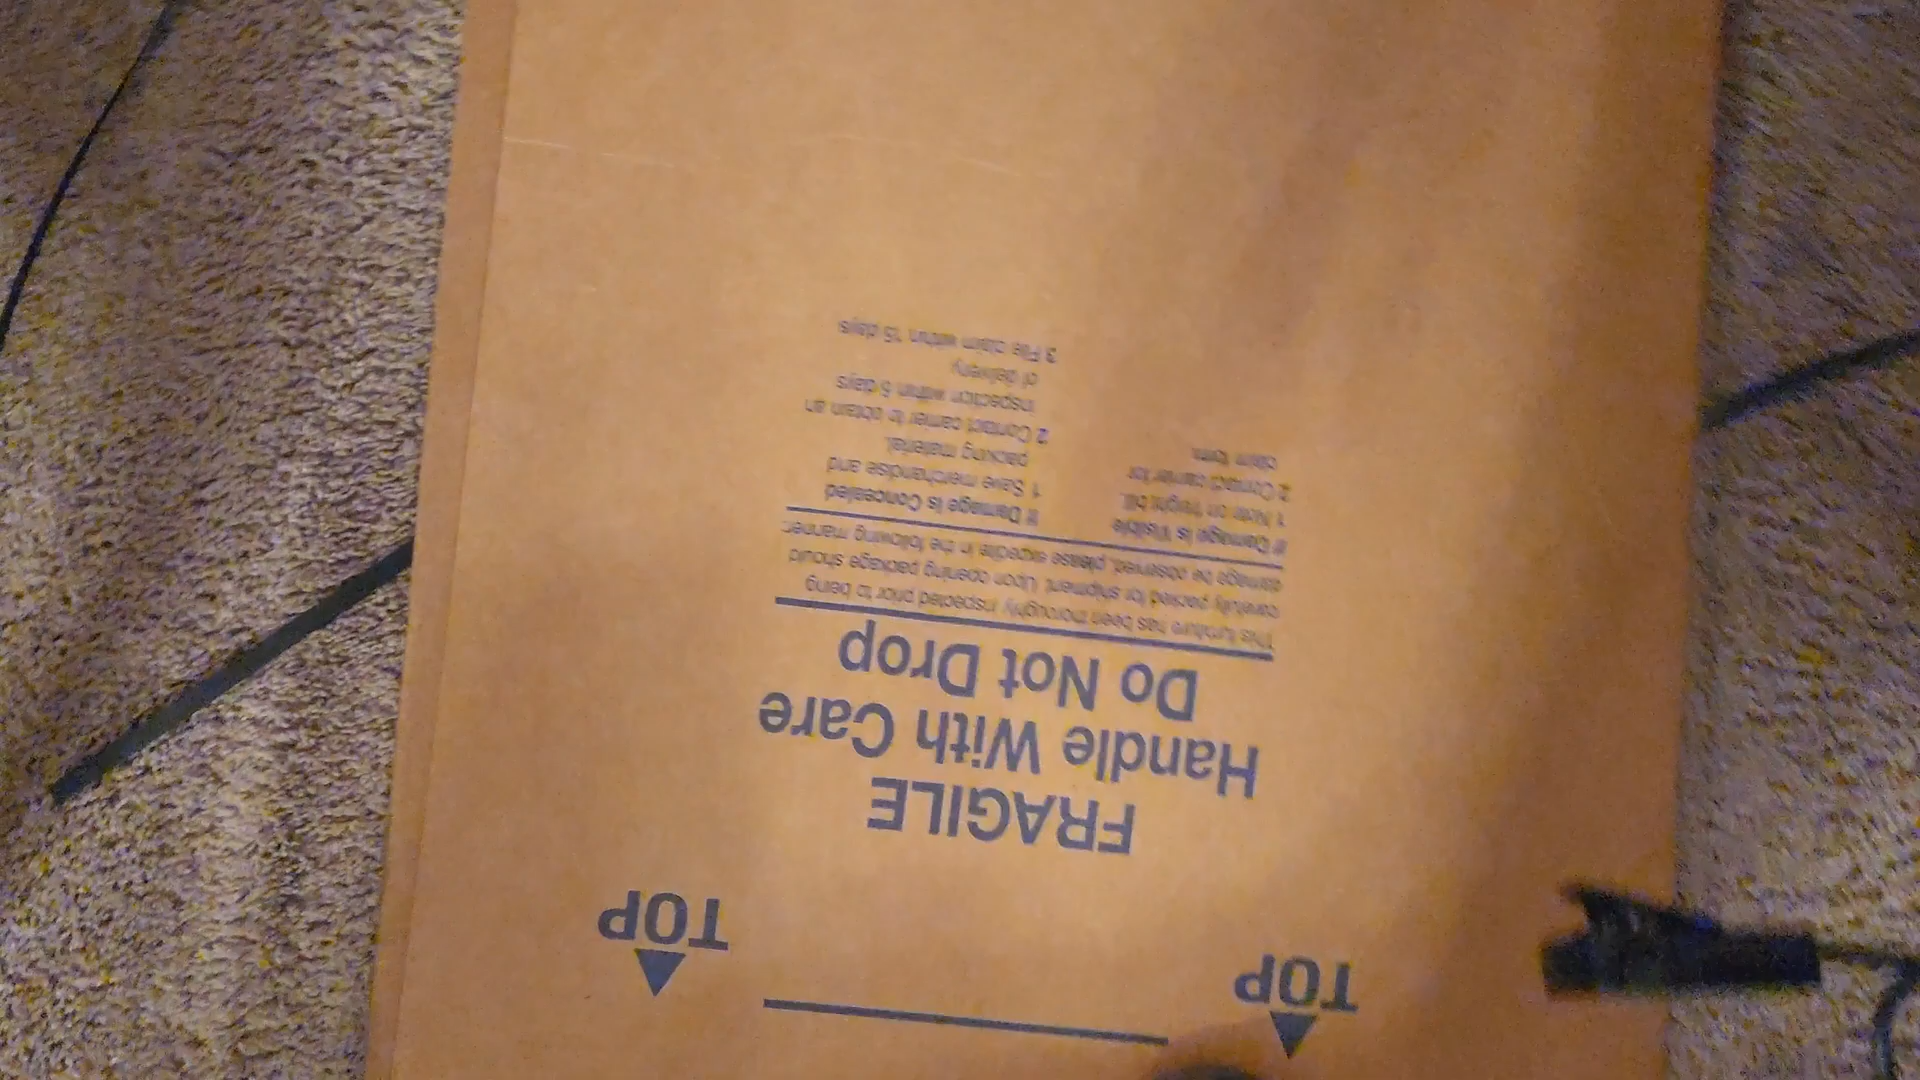 TOP TOP
FRAGILE
Handle With Care
Do Not Drop
This furniture has been thoroughly inspected prior to being
carefully packed for shipment. Upon opening package should
damage be observed, please expedite in the following manner:
If Damage Is Visible
1 Note on freight bill.
2 Contact carrier for
claim form.
If Damage Is Concealed
1 Save merchandise and
packing material.
2 Contact carrier to obtain an
inspection within 5 days
of delivery
3 File claim within 15 days